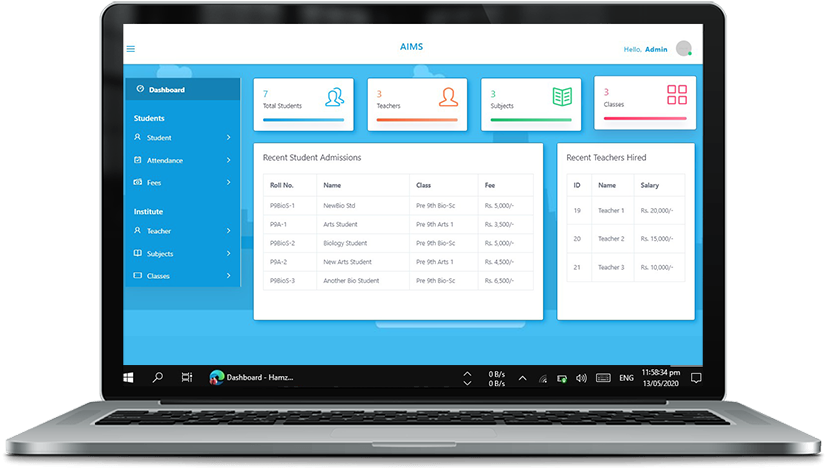 AIMS
Hello, Admin
Dashboard
Students
Student
Attendance
Fees
Institute
Teacher
Subjects
Classes
7
Total Students
3
Teachers
3
Subjects
3
Classes
Recent Student Admissions
Roll No. Name Class Fee
P9BioS-1 NewBio Std Pre 9th Bio-Sc Rs. 5,000/-
P9A-1 Arts Student Pre 9th Arts 1 Rs. 3,500/-
P9BioS-2 Biology Student Pre 9th Bio-Sc Rs. 5,000/-
P9A-2 New Arts Student Pre 9th Arts 1 Rs. 4,500/-
P9BioS-3 Another Bio Student Pre 9th Bio-Sc Rs. 6,500/-
Recent Teachers Hired
ID Name Salary
19 Teacher 1 Rs. 20,000/-
20 Teacher 2 Rs. 15,000/-
21 Teacher 3 Rs. 10,000/-
Dashboard - Hamz...
0 B/s
0 B/s
ENG
11:58:34 pm
13/05/2020